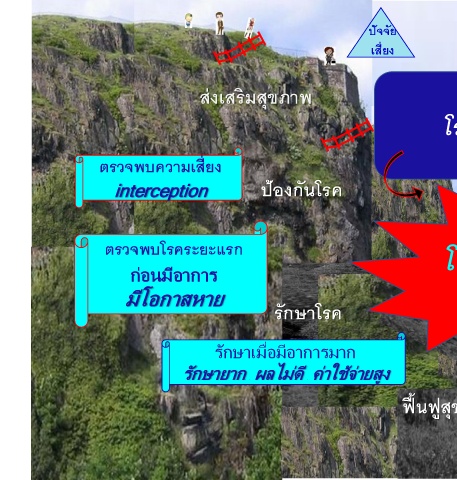 ปัจจัย
เสี่ยง
ส่งเสริมสุขภาพ
ตรวจพบความเสี่ยง
interception
ป้องกันโรค
ตรวจพบโรคระยะแรก
ก่อนมีอาการ
มีโอกาสหาย
รักษาโรค
รักษาเมื่อมีอาการมาก
รักษายาก ผลไม่ดี ค่าใช้จ่ายสูง